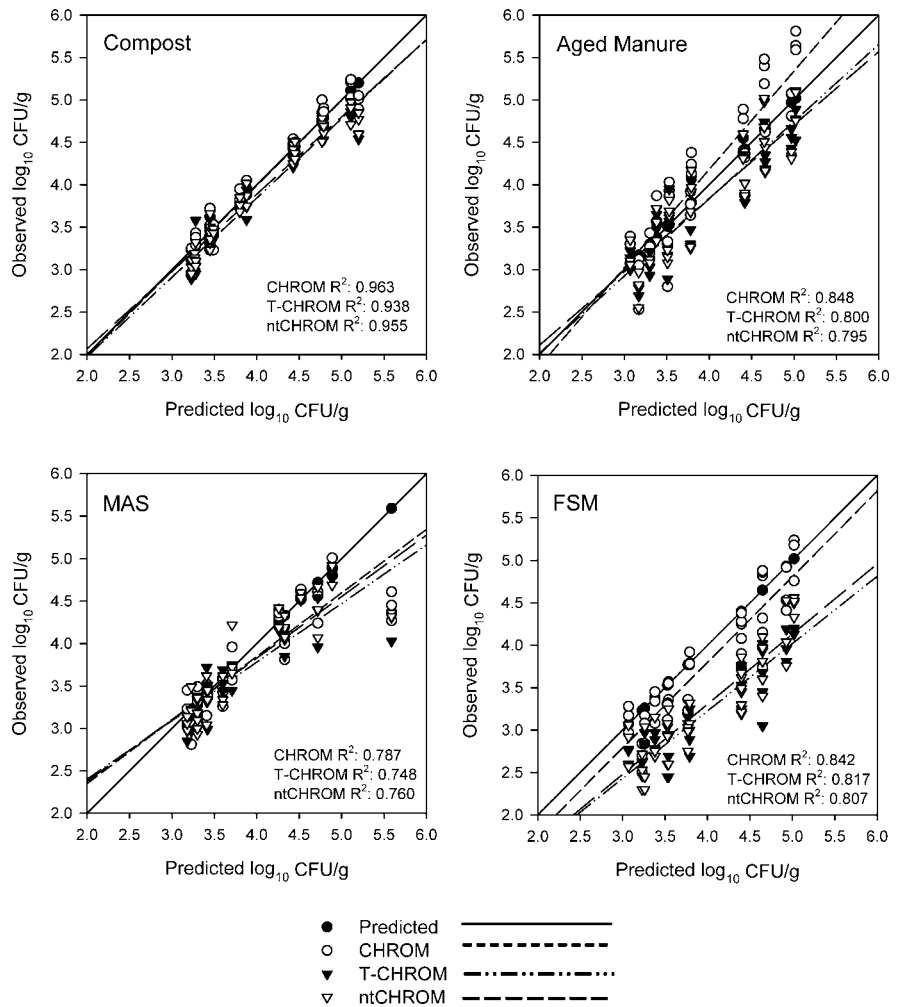 Compost
Observed log10 CFU/g
6.0
5.5
5.0
4.5
4.0
3.5
3.0
2.5
2.0
CHROM R²: 0.963
T-CHROM R²: 0.938
ntCHROM R²: 0.955
2.0 2.5 3.0 3.5 4.0 4.5 5.0 5.5 6.0
Predicted log10 CFU/g
Aged Manure
Observed log10 CFU/g
6.0
5.5
5.0
4.5
4.0
3.5
3.0
2.5
2.0
CHROM R²: 0.848
T-CHROM R²: 0.800
ntCHROM R²: 0.795
2.0 2.5 3.0 3.5 4.0 4.5 5.0 5.5 6.0
Predicted log10 CFU/g
MAS
Observed log10 CFU/g
6.0
5.5
5.0
4.5
4.0
3.5
3.0
2.5
2.0
CHROM R²: 0.787
T-CHROM R²: 0.748
ntCHROM R²: 0.760
2.0 2.5 3.0 3.5 4.0 4.5 5.0 5.5 6.0
Predicted log10 CFU/g
FSM
Observed log10 CFU/g
6.0
5.5
5.0
4.5
4.0
3.5
3.0
2.5
2.0
CHROM R²: 0.842
T-CHROM R²: 0.817
ntCHROM R²: 0.807
2.0 2.5 3.0 3.5 4.0 4.5 5.0 5.5 6.0
Predicted log10 CFU/g
Predicted
CHROM
T-CHROM
ntCHROM